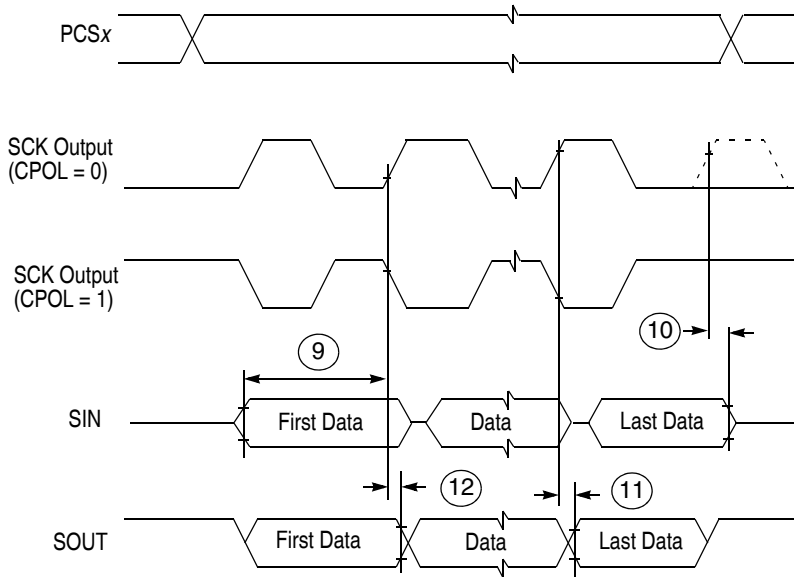 PCSx
SCK Output
(CPOL = 0)
SCK Output
(CPOL = 1)
10
9
SIN
First Data
Data
Last Data
12
11
SOUT
First Data
Data
Last Data